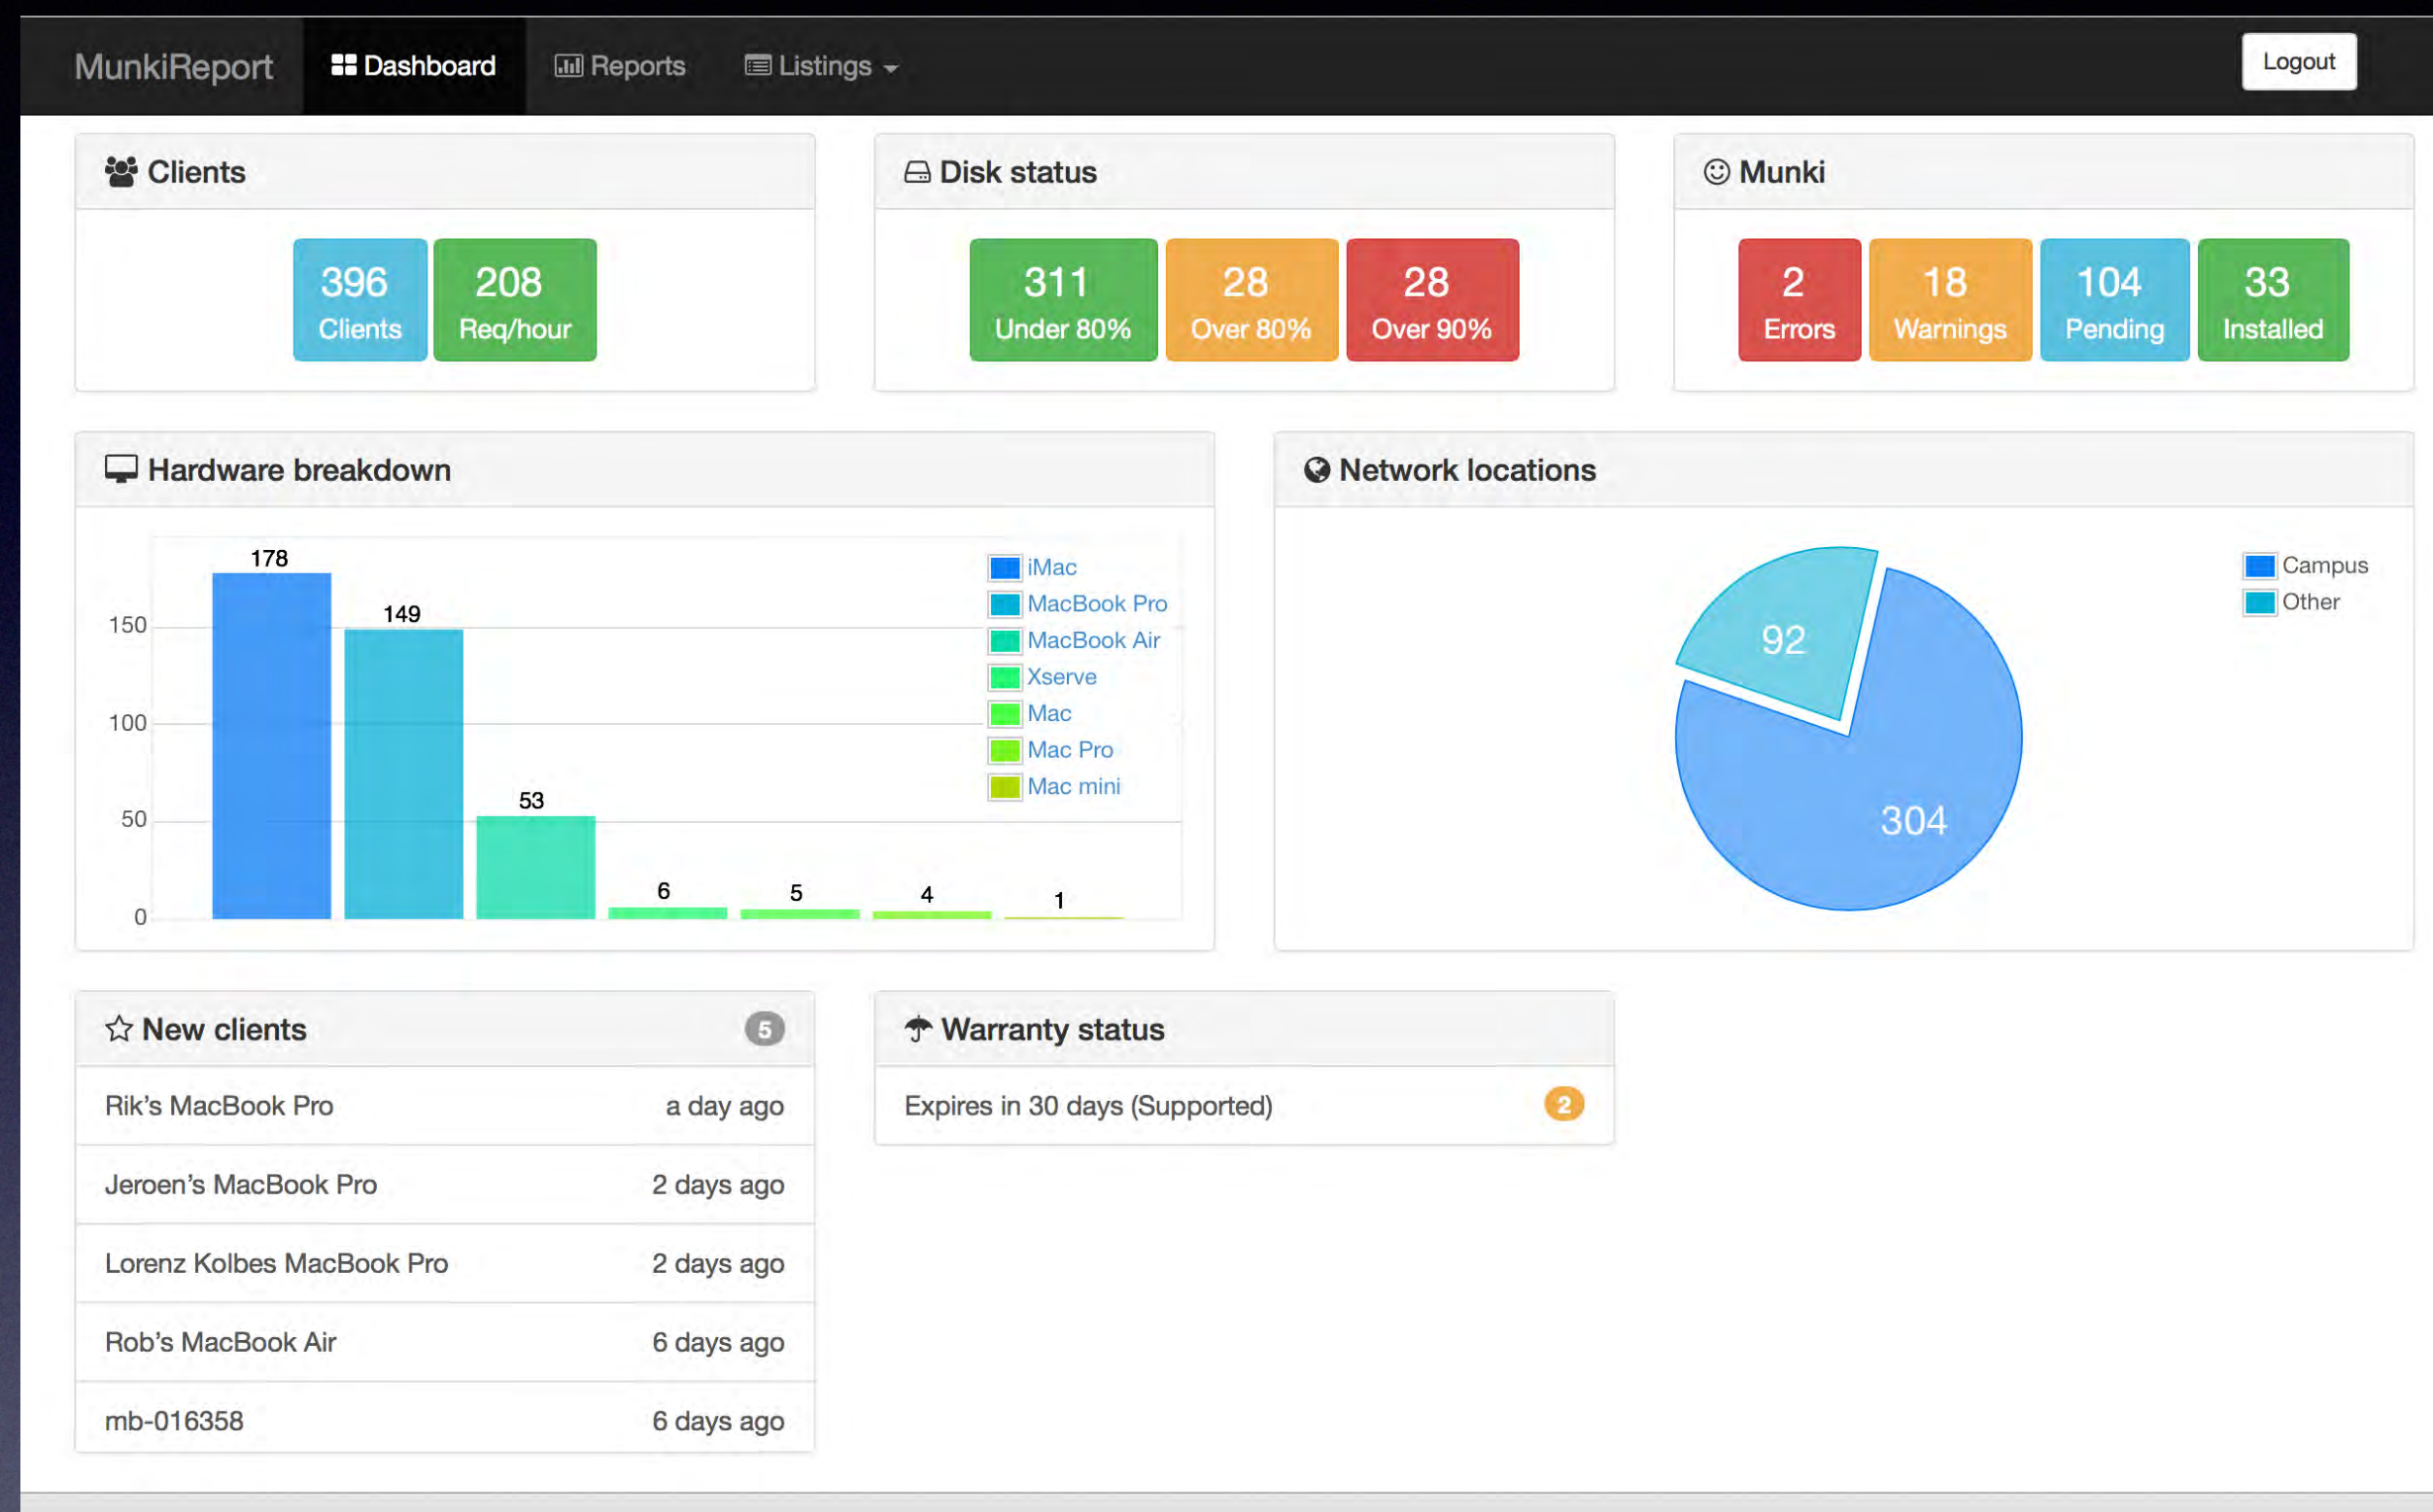 MunkiReport Dashboard Reports Listings Logout
Clients
396 208
Clients Req/hour
Disk status
311 28 28
Under 80% Over 80% Over 90%
Munki
2 18 104 33
Errors Warnings Pending Installed
Hardware breakdown
178
149
53
6
5
4
1
150
100
50
0
iMac
MacBook Pro
MacBook Air
Xserve
Mac
Mac Pro
Mac mini
Network locations
92
304
Campus
Other
New clients 5
Rik's MacBook Pro a day ago
Jeroen's MacBook Pro 2 days ago
Lorenz Kolbes MacBook Pro 2 days ago
Rob's MacBook Air 6 days ago
mb-016358 6 days ago
Warranty status
Expires in 30 days (Supported) 2